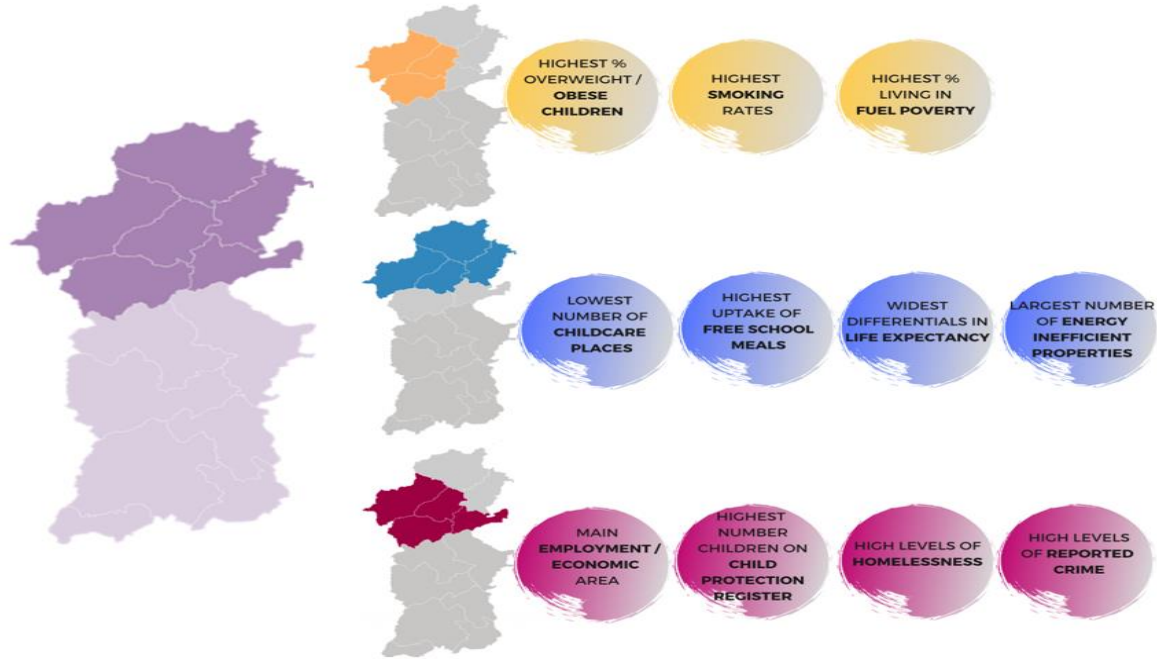 HIGHEST %
OVERWEIGHT /
OBESE
CHILDREN
HIGHEST
SMOKING
RATES
HIGHEST %
LIVING IN
FUEL POVERTY
LOWEST
NUMBER OF
CHILDCARE
PLACES
HIGHEST
UPTAKE OF
FREE SCHOOL
MEALS
WIDEST
DIFFERENTIALS IN
LIFE EXPECTANCY
LARGEST NUMBER
OF ENERGY
INEFFICIENT
PROPERTIES
MAIN
EMPLOYMENT /
ECONOMIC
AREA
HIGHEST
NUMBER
CHILDREN ON
CHILD
PROTECTION
REGISTER
HIGH LEVELS OF
HOMELESSNESS
HIGH LEVELS
OF REPORTED
CRIME